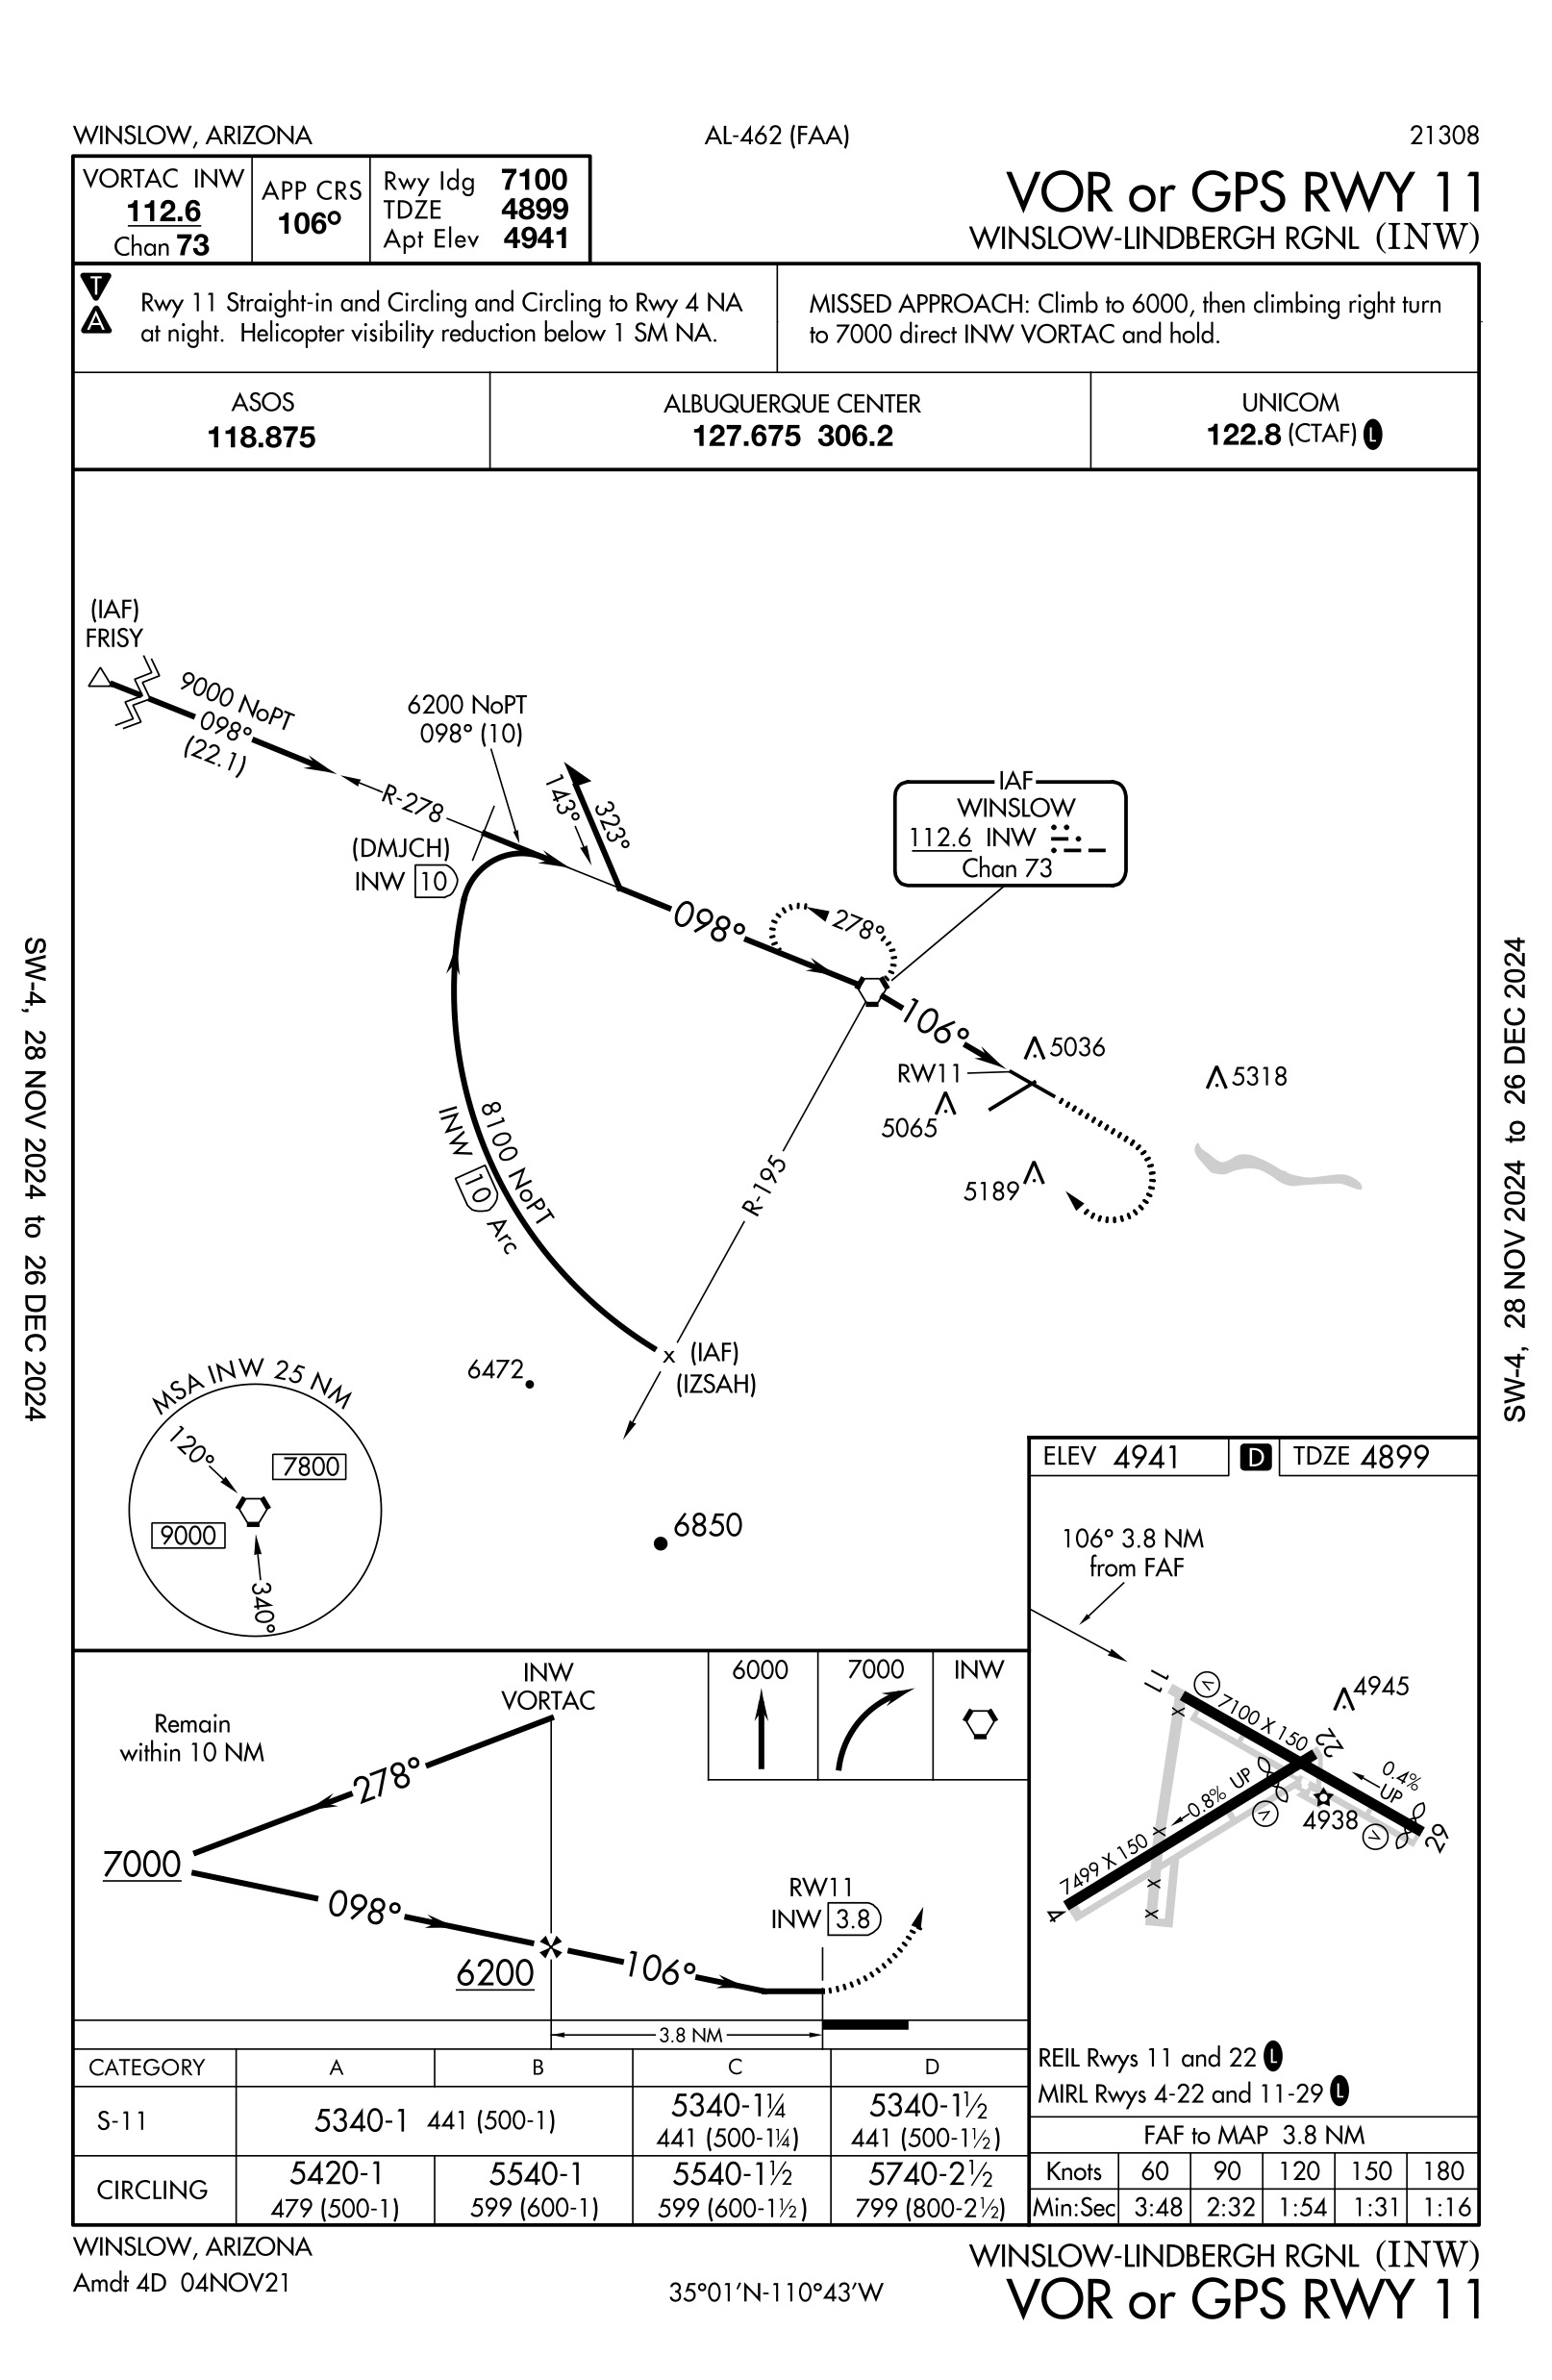 WINSLOW, ARIZONA
AL-462 (FAA)
21308
VORTAC INW
112.6
Chan 73
APP CRS
106°
Rwy ldg 7100
TDZE 4899
Apt Elev 4941
VOR or GPS RWY 11
WINSLOW-LINDBERGH RGNL (INW)
T
A
Rwy 11 Straight-in and Circling and Circling to Rwy 4 NA
at night. Helicopter visibility reduction below 1 SM NA.
MISSED APPROACH: Climb to 6000, then climbing right turn
to 7000 direct INW VORTAC and hold.
ASOS
118.875
ALBUQUERQUE CENTER
127.675 306.2
UNICOM
122.8 (CTAF) L
(IAF)
FRISY
9000 NoPT
098°
(22.1)
6200 NoPT
098° (10)
R-278
143°
323°
(DMJCH)
INW 10
IAF
WINSLOW
112.6 INW
Chan 73
098°
278°
106°
RW11
5036
5318
5065
5189
8100 NoPT
INW 10 Arc
R-195
x (IAF)
(IZSAH)
6472
6850
MSA INW 25 NM
120°
7800
9000
340°
ELEV 4941
D
TDZE 4899
106° 3.8 NM
from FAF
11
V
7100 X 150
22
4945
0.4%
UP
0.8% UP
V
4938
V
29
7499 X 150
4
X
X
X
X
REIL Rwys 11 and 22 L
MIRL Rwys 4-22 and 11-29 L
FAF to MAP 3.8 NM
Knots 60 90 120 150 180
Min:Sec 3:48 2:32 1:54 1:31 1:16
INW
VORTAC
Remain
within 10 NM
278°
7000
098°
6200
106°
RW11
INW 3.8
3.8 NM
6000
7000
INW
CATEGORY A B C D
S-11
5340-1 441 (500-1)
5340-1¼
441 (500-1¼)
5340-1½
441 (500-1½)
CIRCLING
5420-1
479 (500-1)
5540-1
599 (600-1)
5540-1½
599 (600-1½)
5740-2½
799 (800-2½)
WINSLOW, ARIZONA
Amdt 4D 04NOV21
35°01'N-110°43'W
WINSLOW-LINDBERGH RGNL (INW)
VOR or GPS RWY 11
SW-4, 28 NOV 2024 to 26 DEC 2024
SW-4, 28 NOV 2024 to 26 DEC 2024